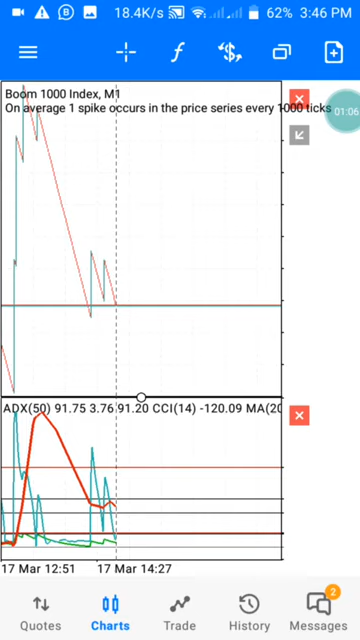 18.4K/s 62% 3:46 PM
Boom 1000 Index, M1
On average 1 spike occurs in the price series every 1000 ticks
01:06
ADX(50) 91.75 3.76 91.20 CCI(14) -120.09 MA(20
17 Mar 12:51 17 Mar 14:27
2
Quotes Charts Trade History Messages